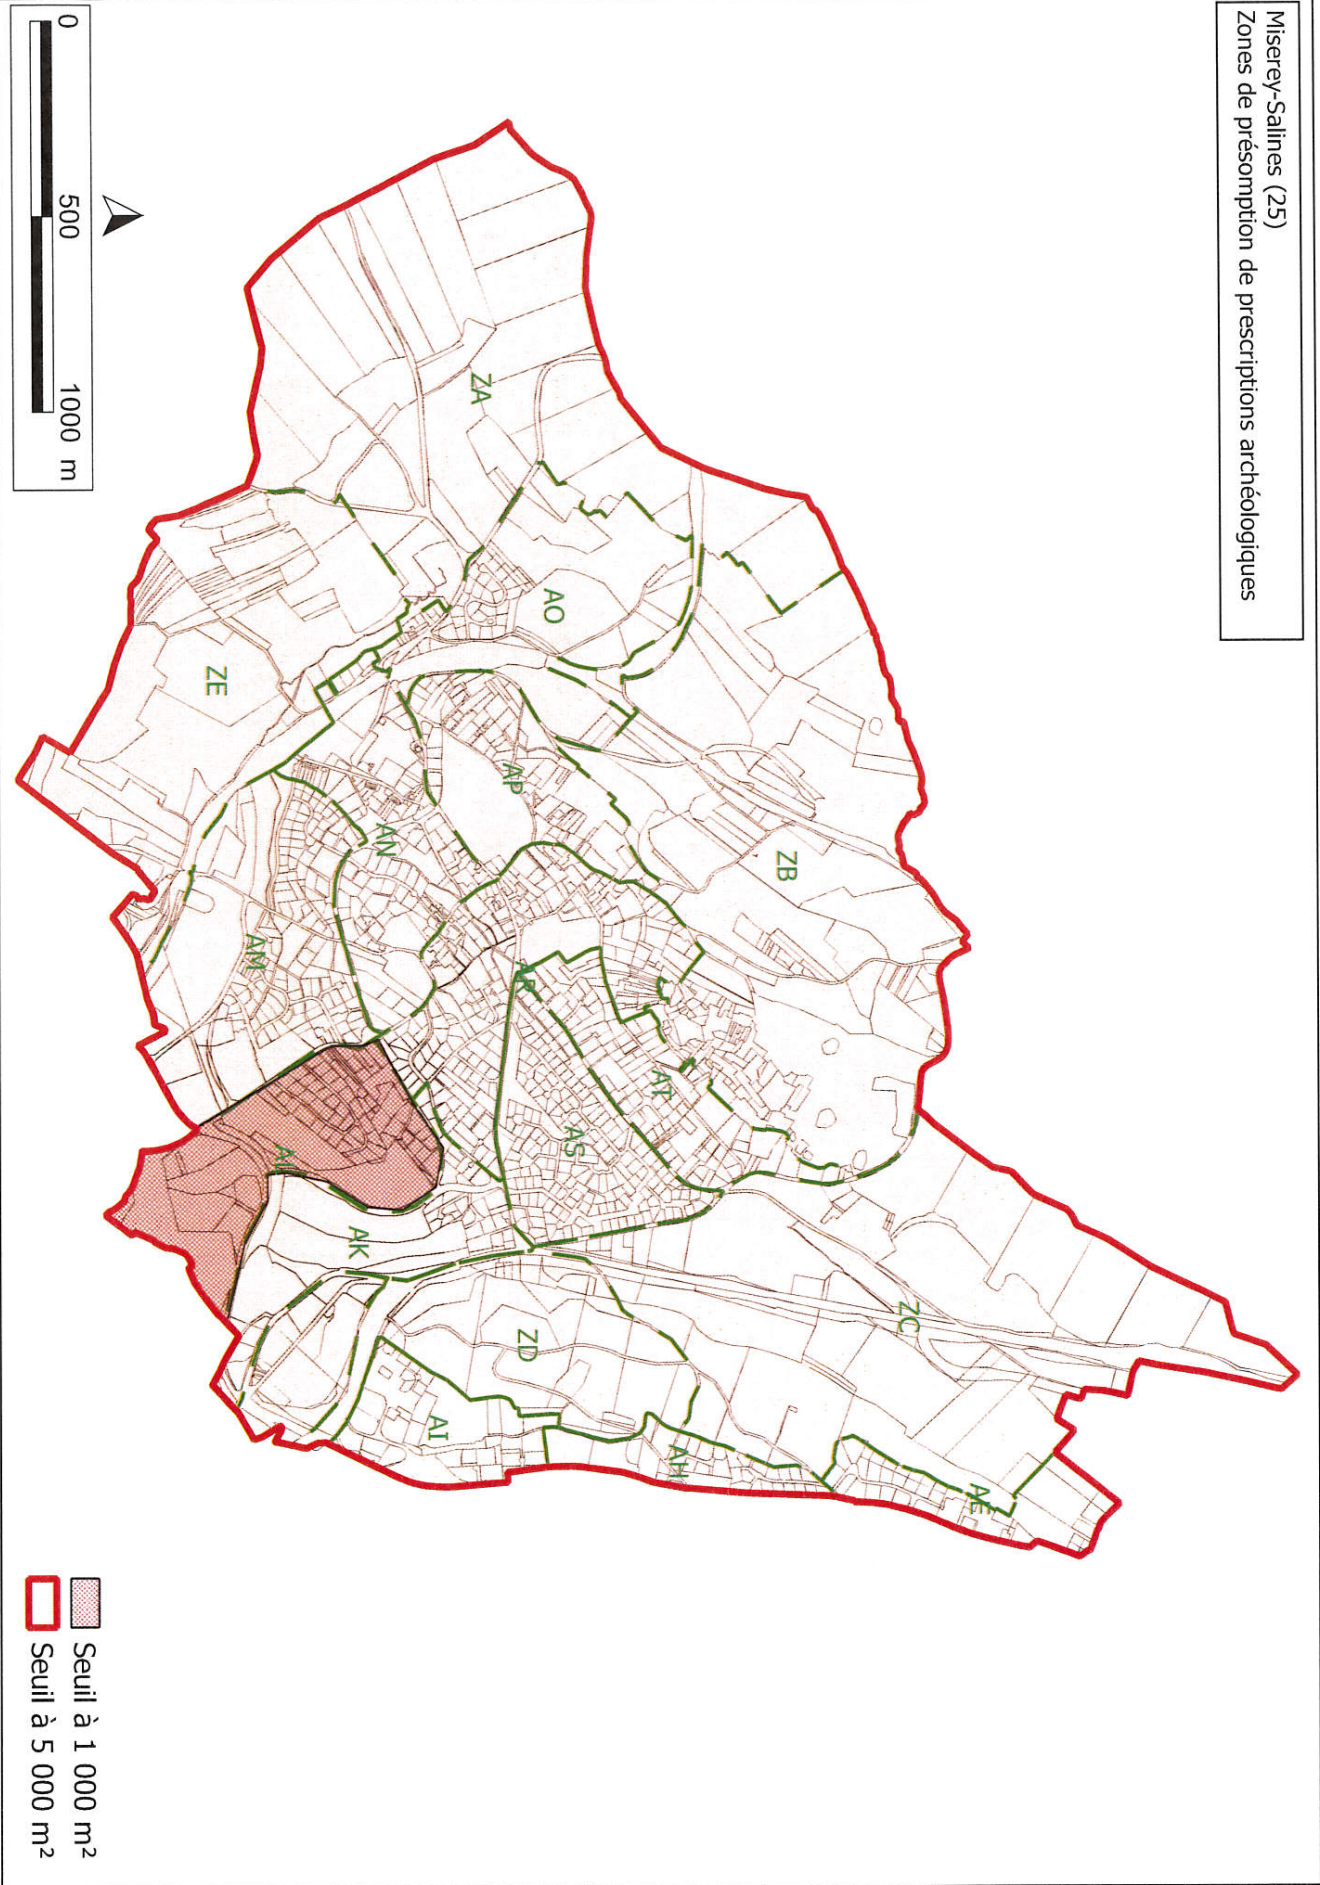 Miserey-Salines (25)
Zones de présomption de prescriptions archéologiques
ZA
AO
ZE
AP
AN
ZB
AM
AR
AT
AS
AL
AK
ZC
ZD
AI
AH
AE
0 500 1000 m
Seuil à 1 000 m²
Seuil à 5 000 m²